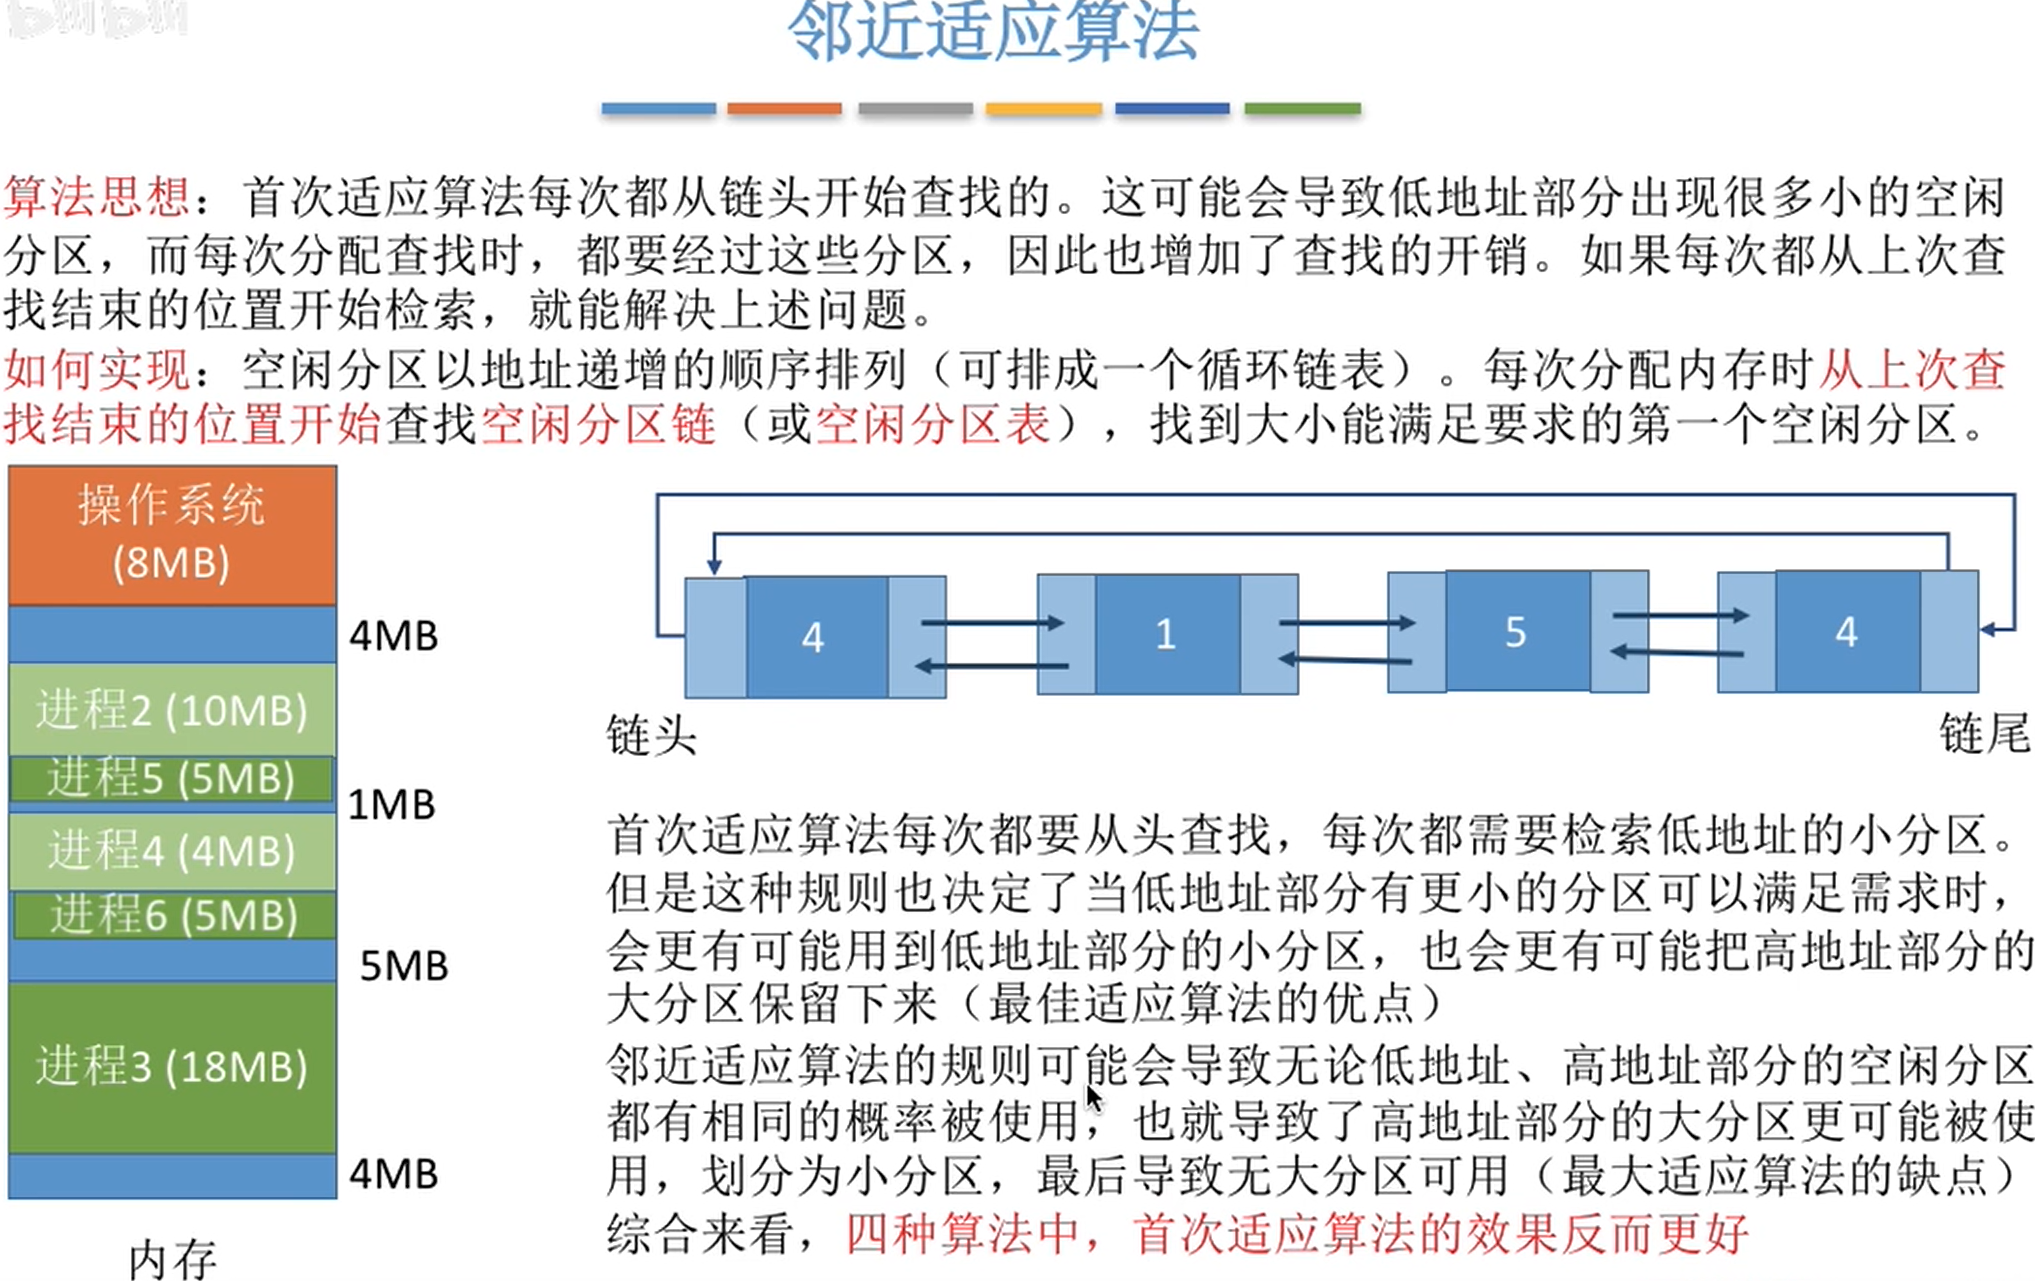 邻近适应算法
算法思想：首次适应算法每次都从链头开始查找的。这可能会导致低地址部分出现很多小的空闲
分区，而每次分配查找时，都要经过这些分区，因此也增加了查找的开销。如果每次都从上次查
找结束的位置开始检索，就能解决上述问题。
如何实现：空闲分区以地址递增的顺序排列（可排成一个循环链表）。每次分配内存时从上次查
找结束的位置开始查找空闲分区链（或空闲分区表），找到大小能满足要求的第一个空闲分区。
操作系统
(8MB)
4MB
进程2 (10MB)
进程5 (5MB)
1MB
进程4 (4MB)
进程6 (5MB)
5MB
进程3 (18MB)
4MB
内存
4
1
5
4
链头
链尾
首次适应算法每次都要从头查找，每次都需要检索低地址的小分区。
但是这种规则也决定了当低地址部分有更小的分区可以满足需求时，
会更有可能用到低地址部分的小分区，也会更有可能把高地址部分的
大分区保留下来（最佳适应算法的优点）
邻近适应算法的规则可能会导致无论低地址、高地址部分的空闲分区
都有相同的概率被使用，也就导致了高地址部分的大分区更可能被使
用，划分为小分区，最后导致无大分区可用（最大适应算法的缺点）
综合来看，四种算法中，首次适应算法的效果反而更好